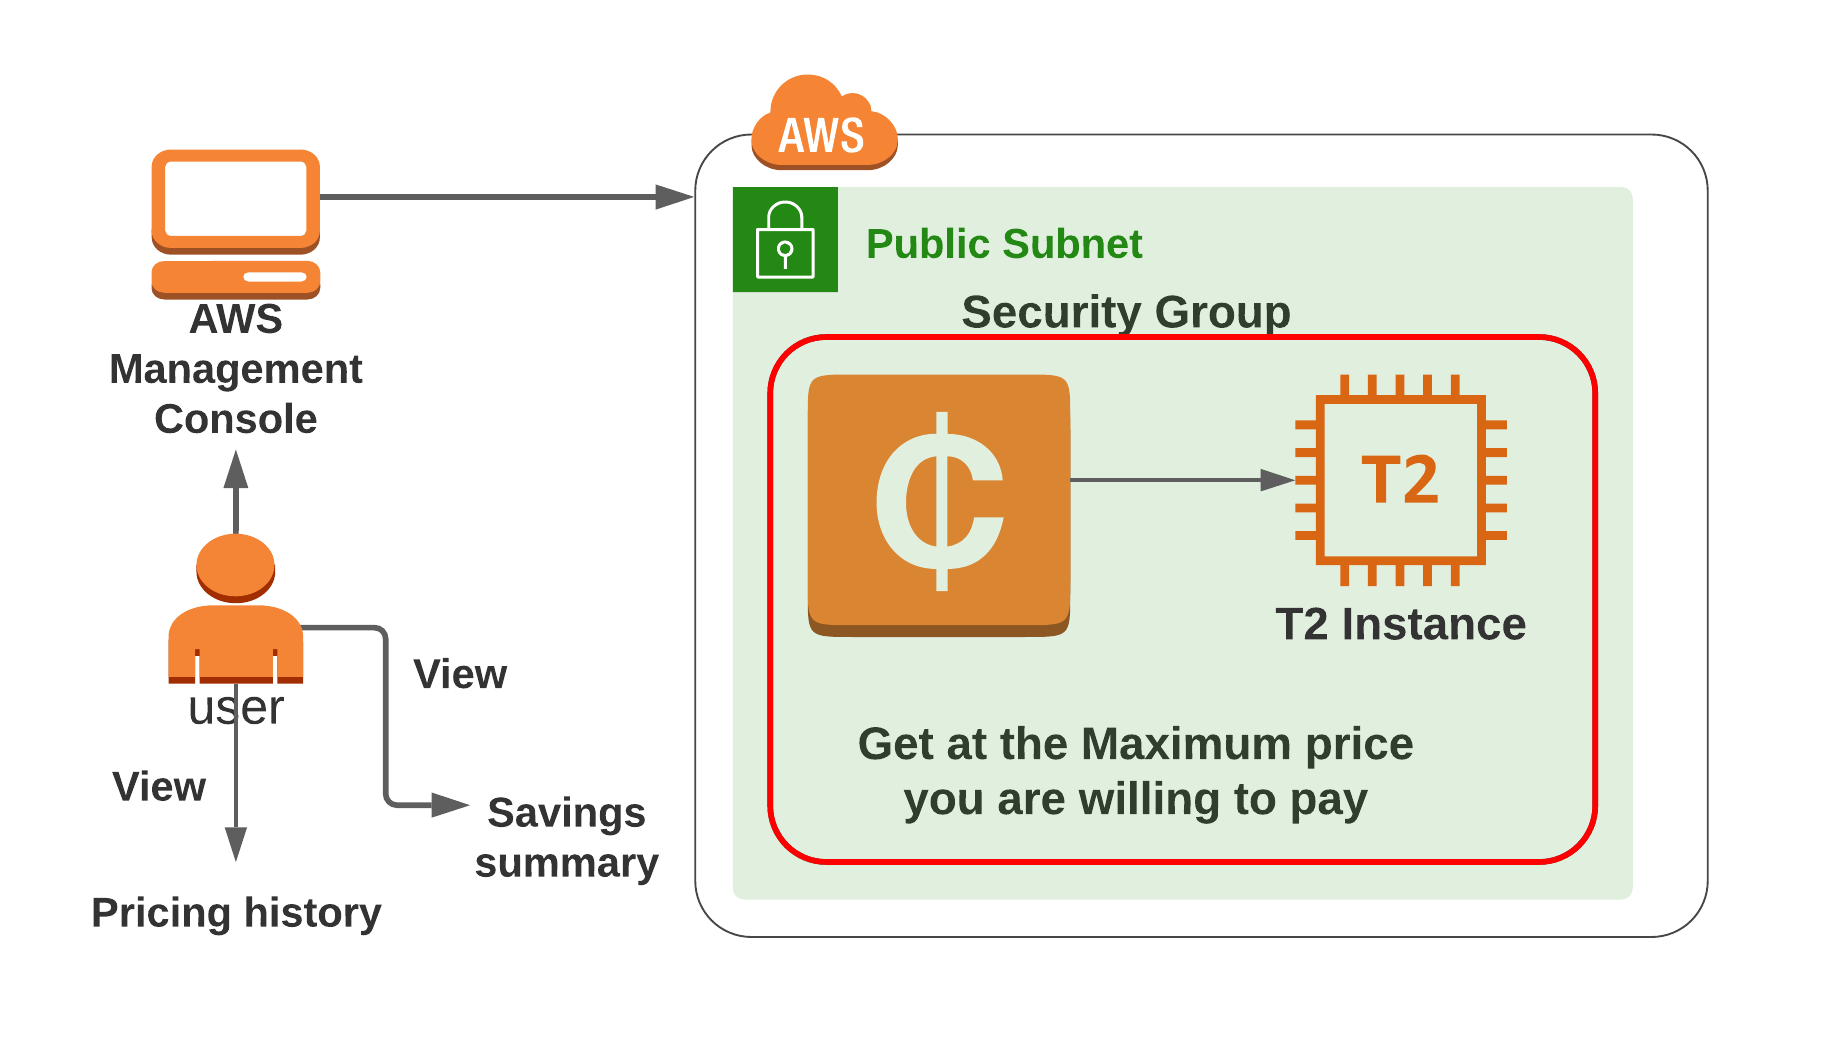 AWS
Public Subnet
Security Group
AWS
Management
Console
₵
T2
T2 Instance
user
View
View
Savings
summary
Pricing history
Get at the Maximum price
you are willing to pay